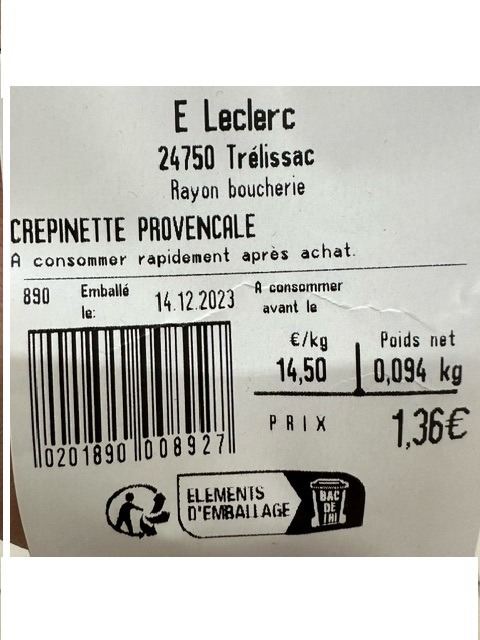 E Leclerc
24750 Trélissac
Rayon boucherie
CREPINETTE PROVENCALE
A consommer rapidement après achat.
890 Emballé le: 14.12.2023 A consommer avant le
€/kg Poids net
14,50 0,094 kg
PRIX 1,36€
0201890 008927
ELEMENTS
D'EMBALLAGE
BAC
DE
TRI